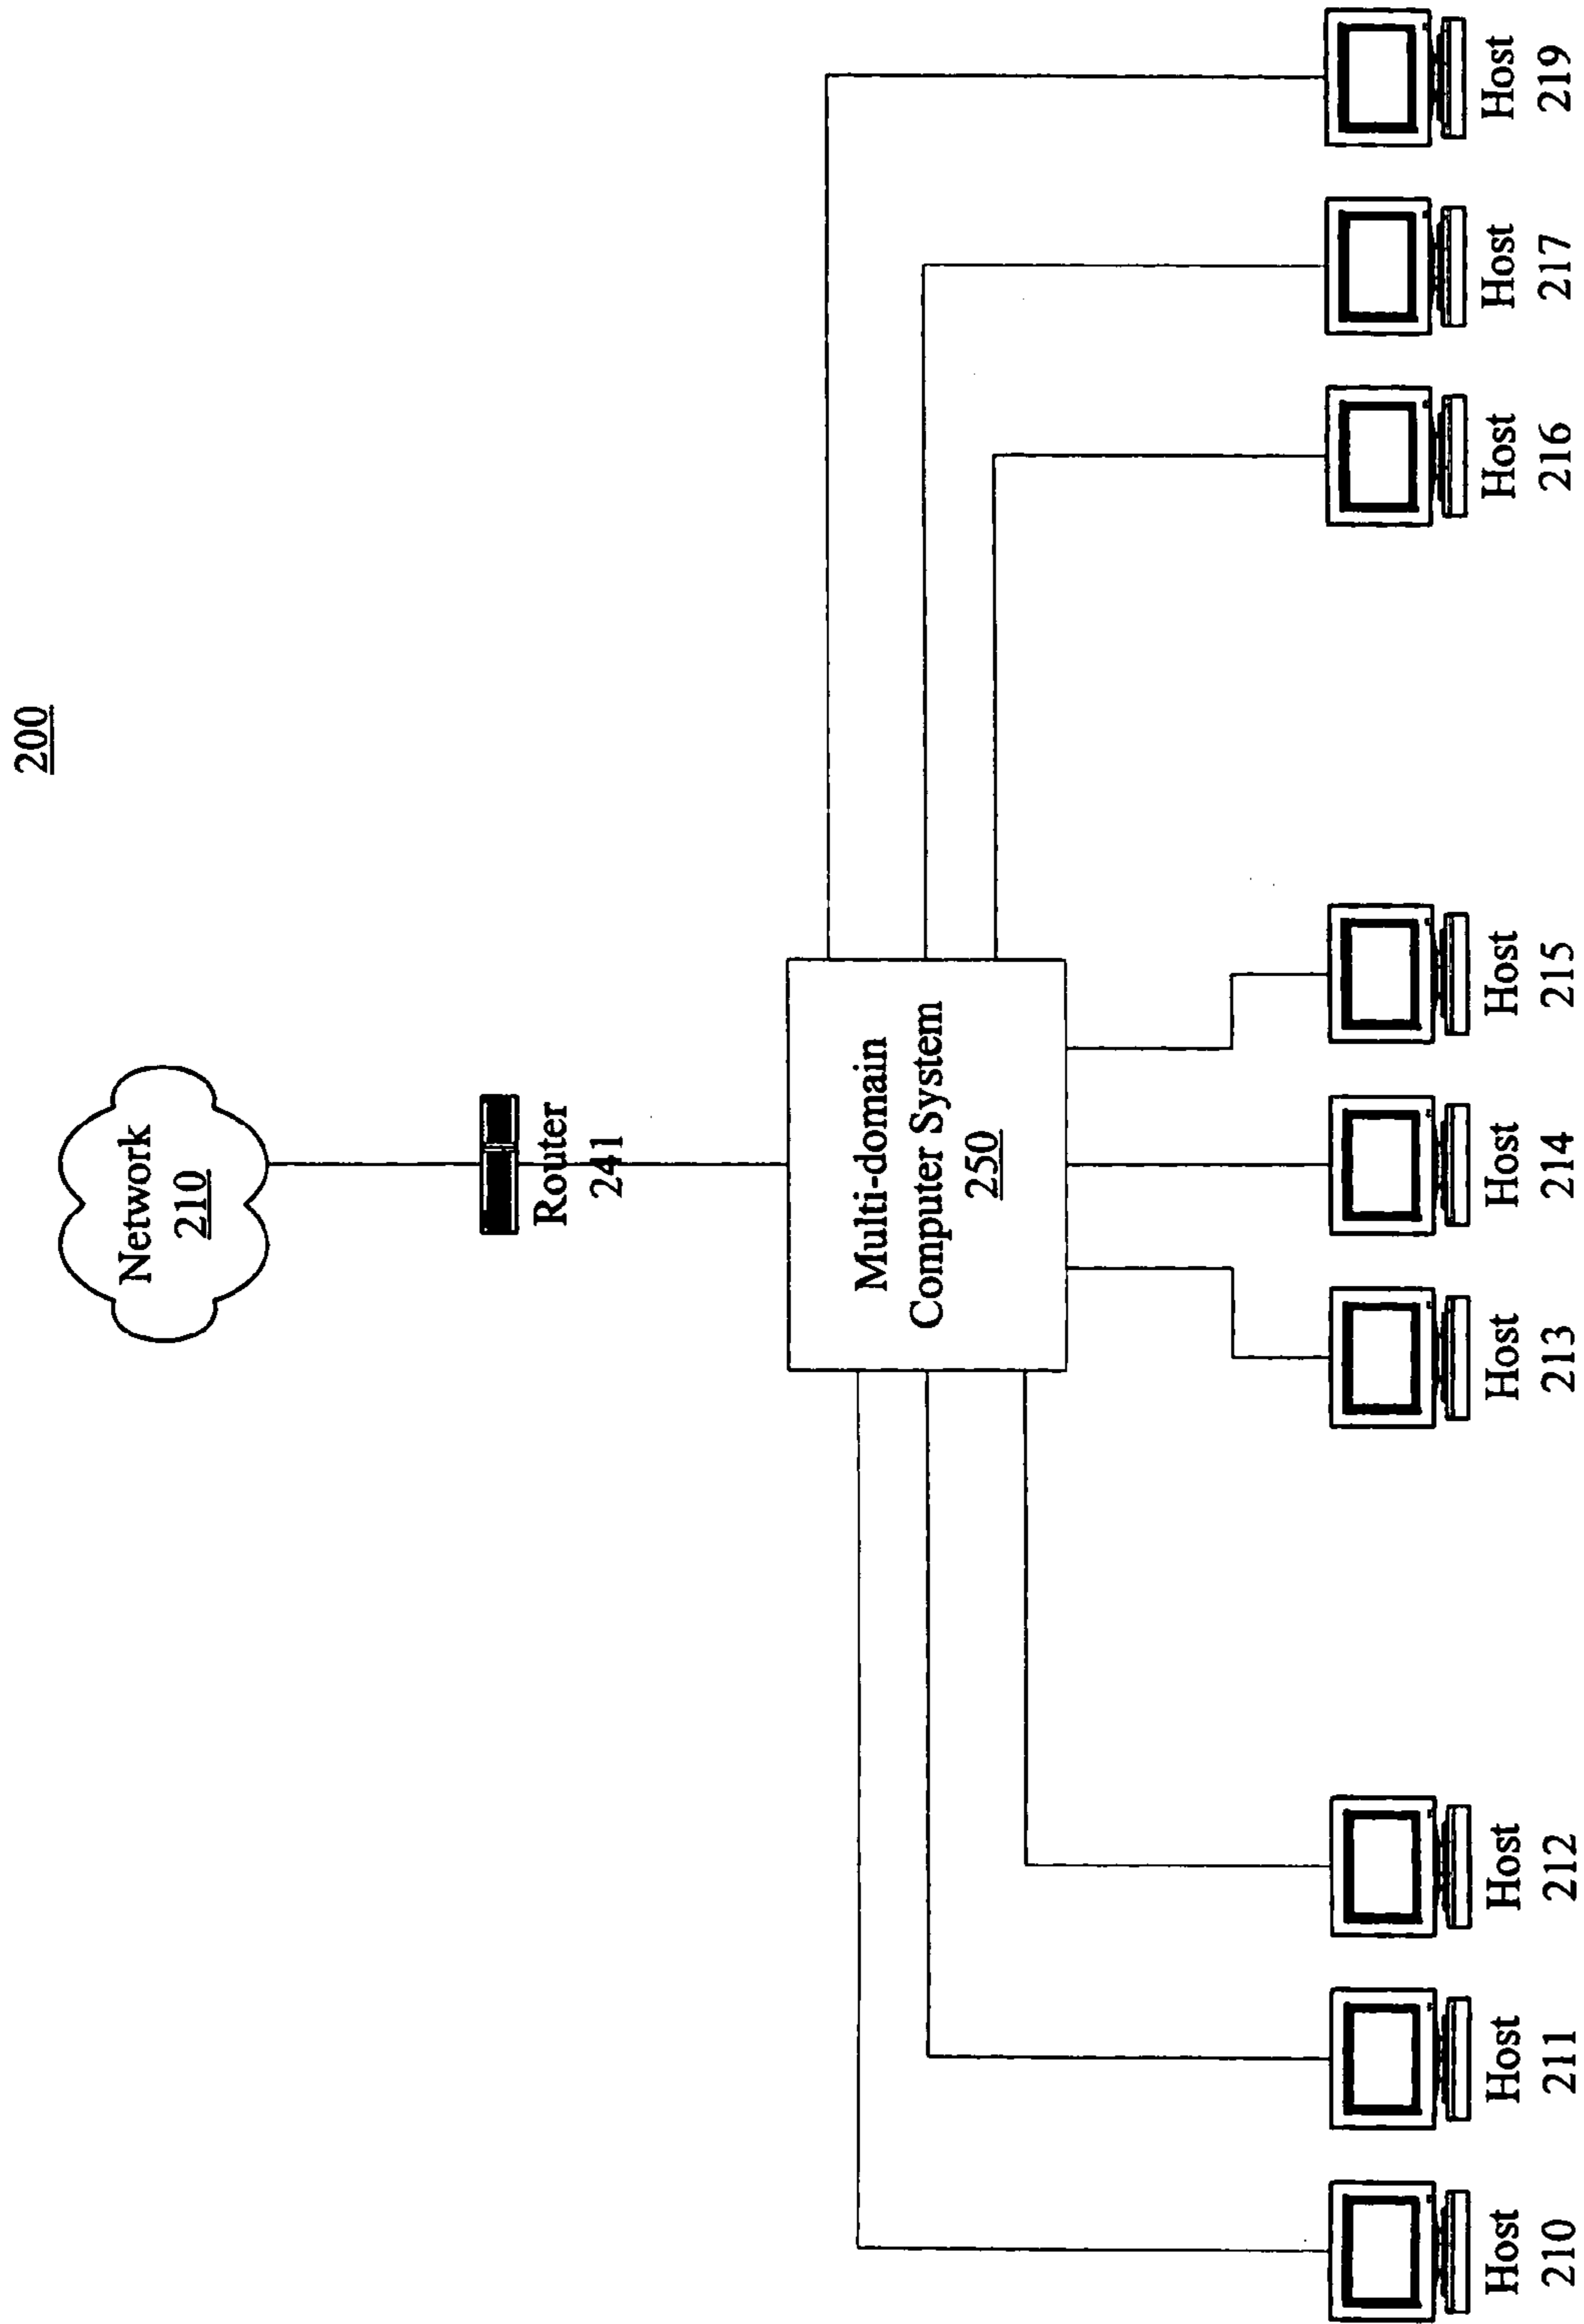 200
Network
210
Router
241
Multi-domain
Computer System
250
Host
210
Host
211
Host
212
Host
213
Host
214
Host
215
Host
216
Host
217
Host
219